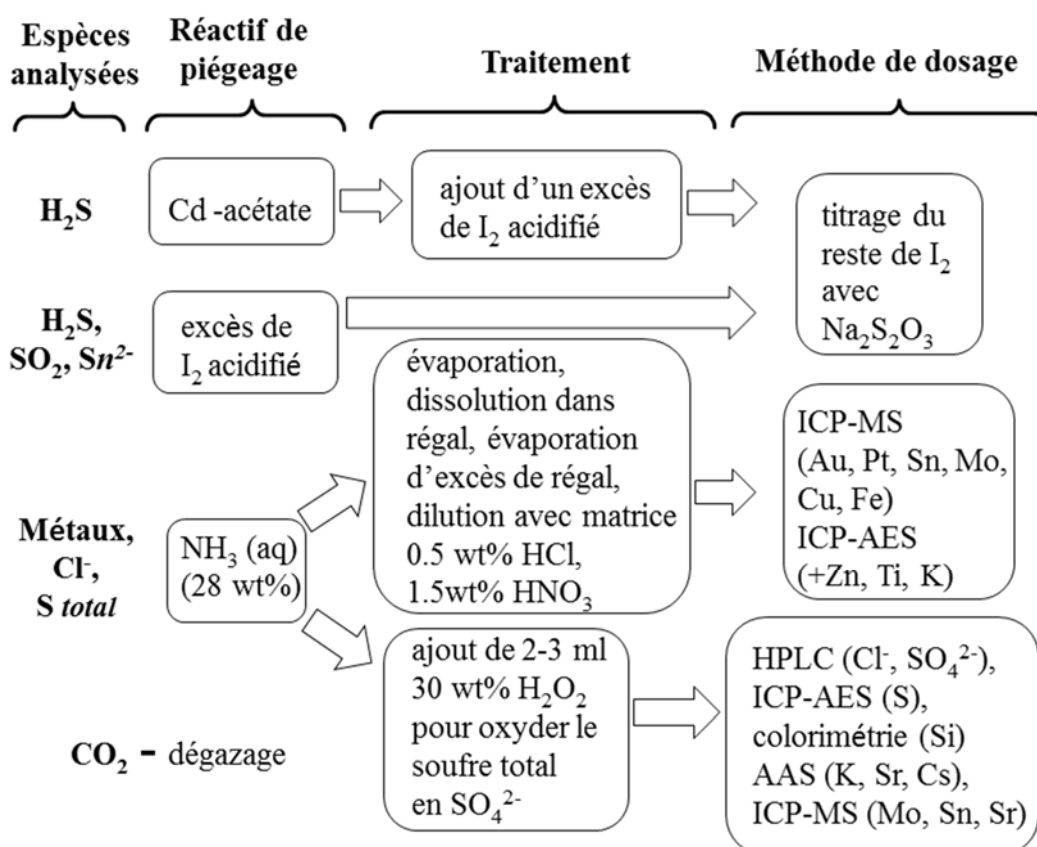 Espèces
analysées
Réactif de
piégeage
Traitement
Méthode de dosage
H₂S
Cd -acétate
ajout d'un excès
de I₂ acidifié
titrage du
reste de I₂
avec
Na₂S₂O₃
H₂S,
SO₂, Sn²⁻
excès de
I₂ acidifié
Métaux,
Cl⁻,
S total
NH₃ (aq)
(28 wt%)
évaporation,
dissolution dans
régal, évaporation
d'excès de régal,
dilution avec matrice
0.5 wt% HCl,
1.5wt% HNO₃
ICP-MS
(Au, Pt, Sn, Mo,
Cu, Fe)
ICP-AES
(+Zn, Ti, K)
CO₂ - dégazage
ajout de 2-3 ml
30 wt% H₂O₂
pour oxyder le
soufre total
en SO₄²⁻
HPLC (Cl⁻, SO₄²⁻),
ICP-AES (S),
colorimétrie (Si)
AAS (K, Sr, Cs),
ICP-MS (Mo, Sn, Sr)